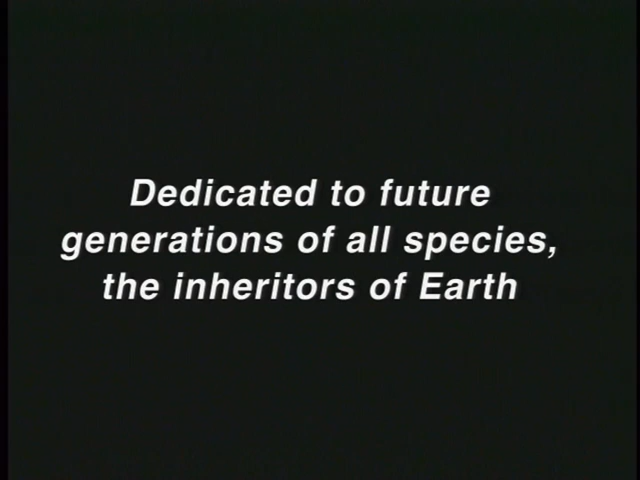 Dedicated to future
generations of all species,
the inheritors of Earth